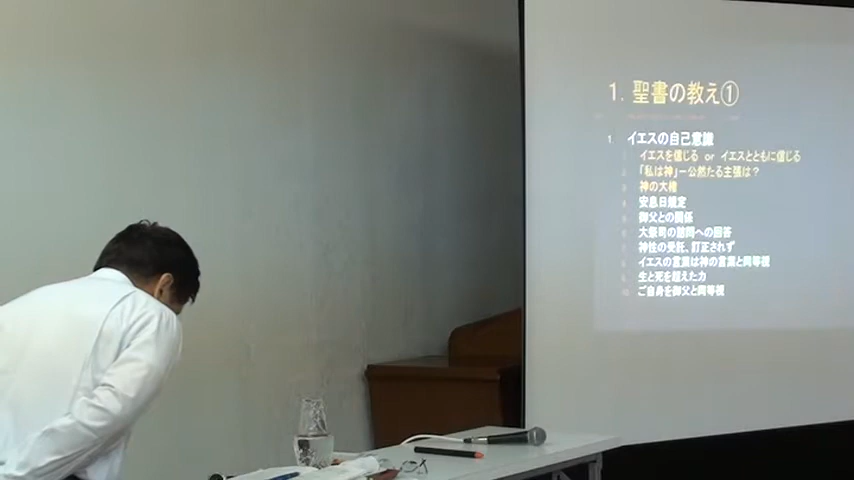 1. 聖書の教え①
1. イエスの自己意識
イエスを信じる or イエスとともに信じる
「私は神」ー公然たる主張は？
神の大権
安息日規定
御父との関係
大祭司の訊問への回答
神性の受託、訂正されず
イエスの言葉は神の言葉と同等視
生と死を超えた力
10. ご自身を御父と同等視